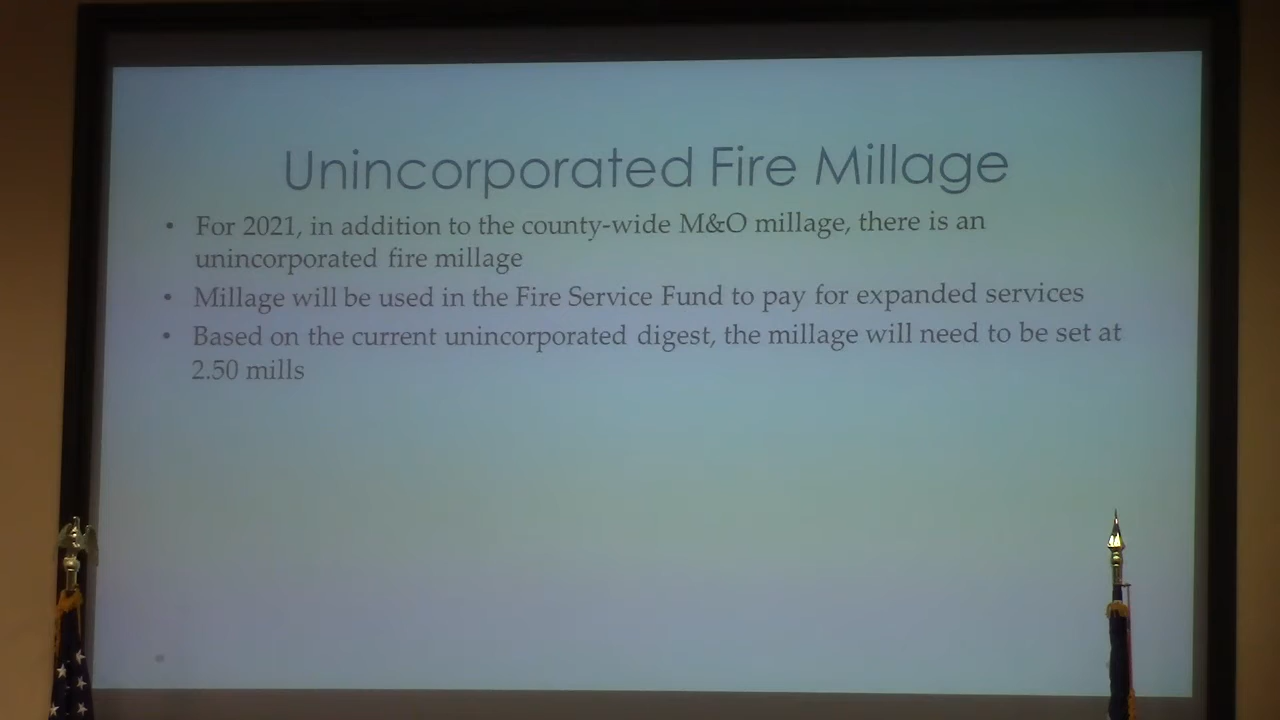 Unincorporated Fire Millage
• For 2021, in addition to the county-wide M&O millage, there is an
unincorporated fire millage
• Millage will be used in the Fire Service Fund to pay for expanded services
• Based on the current unincorporated digest, the millage will need to be set at
2.50 mills